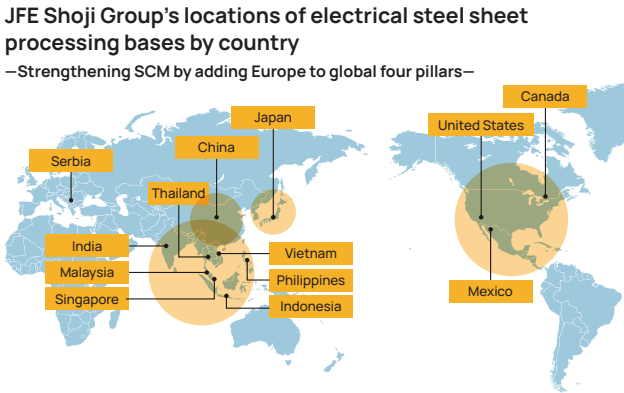 JFE Shoji Group's locations of electrical steel sheet
processing bases by country
—Strengthening SCM by adding Europe to global four pillars—
Canada
Japan
United States
China
Serbia
Thailand
India
Vietnam
Malaysia
Philippines
Singapore
Indonesia
Mexico